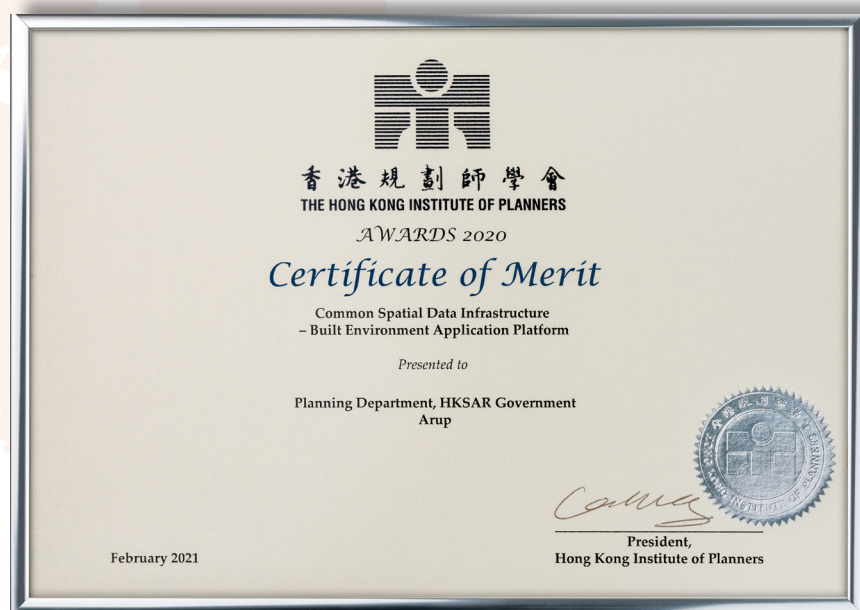 香港規劃師學會
THE HONG KONG INSTITUTE OF PLANNERS
AWARDS 2020
Certificate of Merit
Common Spatial Data Infrastructure
– Built Environment Application Platform
Presented to
Planning Department, HKSAR Government
Arup
February 2021
President,
Hong Kong Institute of Planners